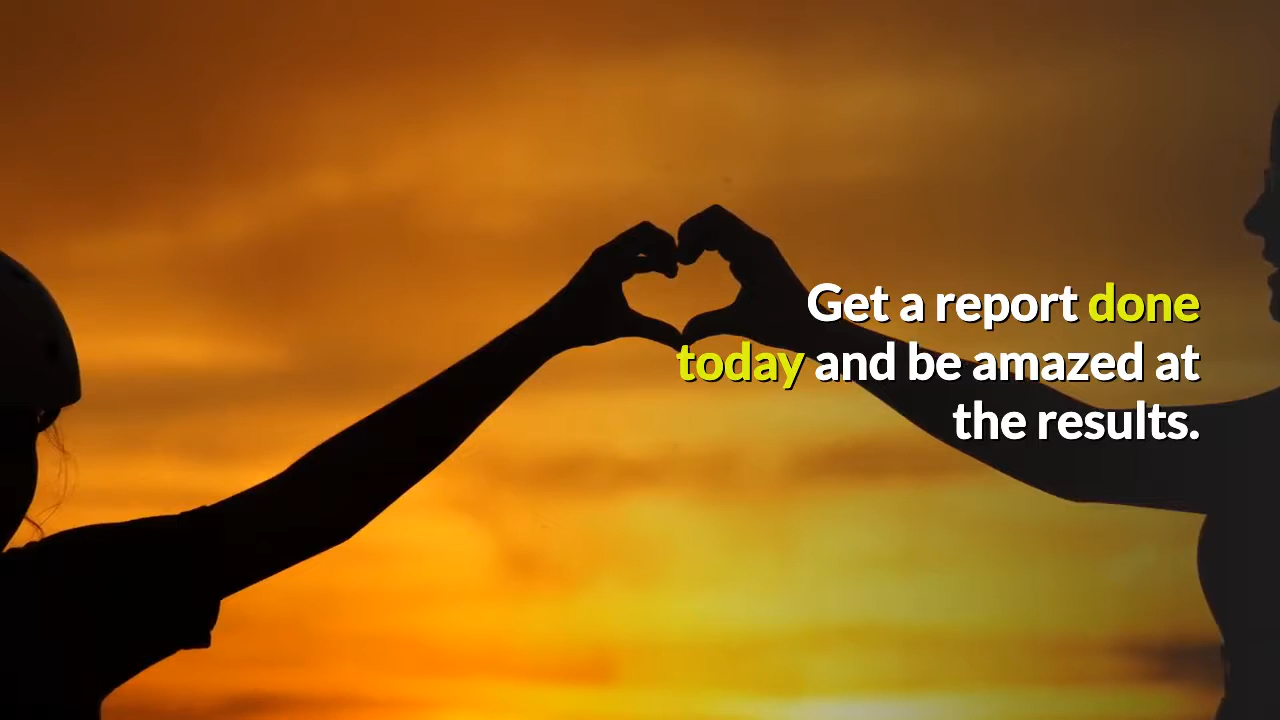 Get a report done
today and be amazed at
the results.